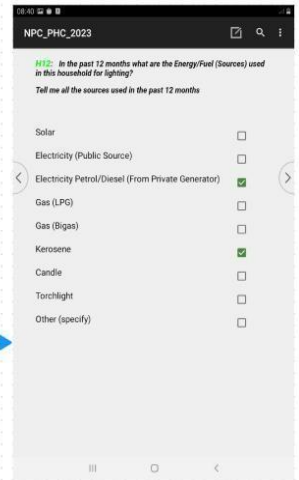 08:40
NPC_PHC_2023
H12: In the past 12 months what are the Energy/Fuel (Sources) used
in this household for lighting?
Tell me all the sources used in the past 12 months
Solar
Electricity (Public Source)
Electricity Petrol/Diesel (From Private Generator)
Gas (LPG)
Gas (Bigas)
Kerosene
Candle
Torchlight
Other (specify)